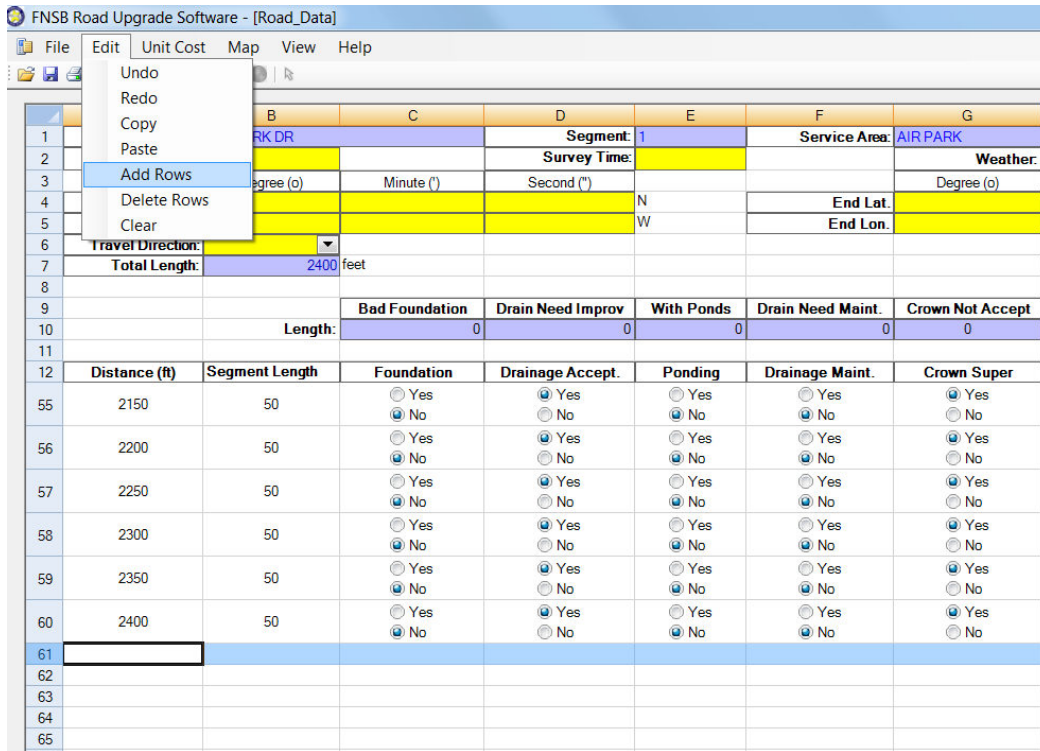 FNSB Road Upgrade Software - [Road_Data]
File Edit Unit Cost Map View Help
Undo
Redo
Copy
Paste
Add Rows
Delete Rows
Clear
B C D E F G
1 RK DR Segment: 1 Service Area: AIR PARK
2 Survey Time: Weather:
3 egree (o) Minute (') Second (") Degree (o)
4 N End Lat.
5 W End Lon.
6 Travel Direction:
7 Total Length: 2400 feet
8
9 Bad Foundation Drain Need Improv With Ponds Drain Need Maint. Crown Not Accept
10 Length: 0 0 0 0 0
11
12 Distance (ft) Segment Length Foundation Drainage Accept. Ponding Drainage Maint. Crown Super
Yes Yes Yes Yes Yes
55 2150 50
No No No No No
Yes Yes Yes Yes Yes
56 2200 50
No No No No No
Yes Yes Yes Yes Yes
57 2250 50
No No No No No
Yes Yes Yes Yes Yes
58 2300 50
No No No No No
Yes Yes Yes Yes Yes
59 2350 50
No No No No No
Yes Yes Yes Yes Yes
60 2400 50
No No No No No
61
62
63
64
65